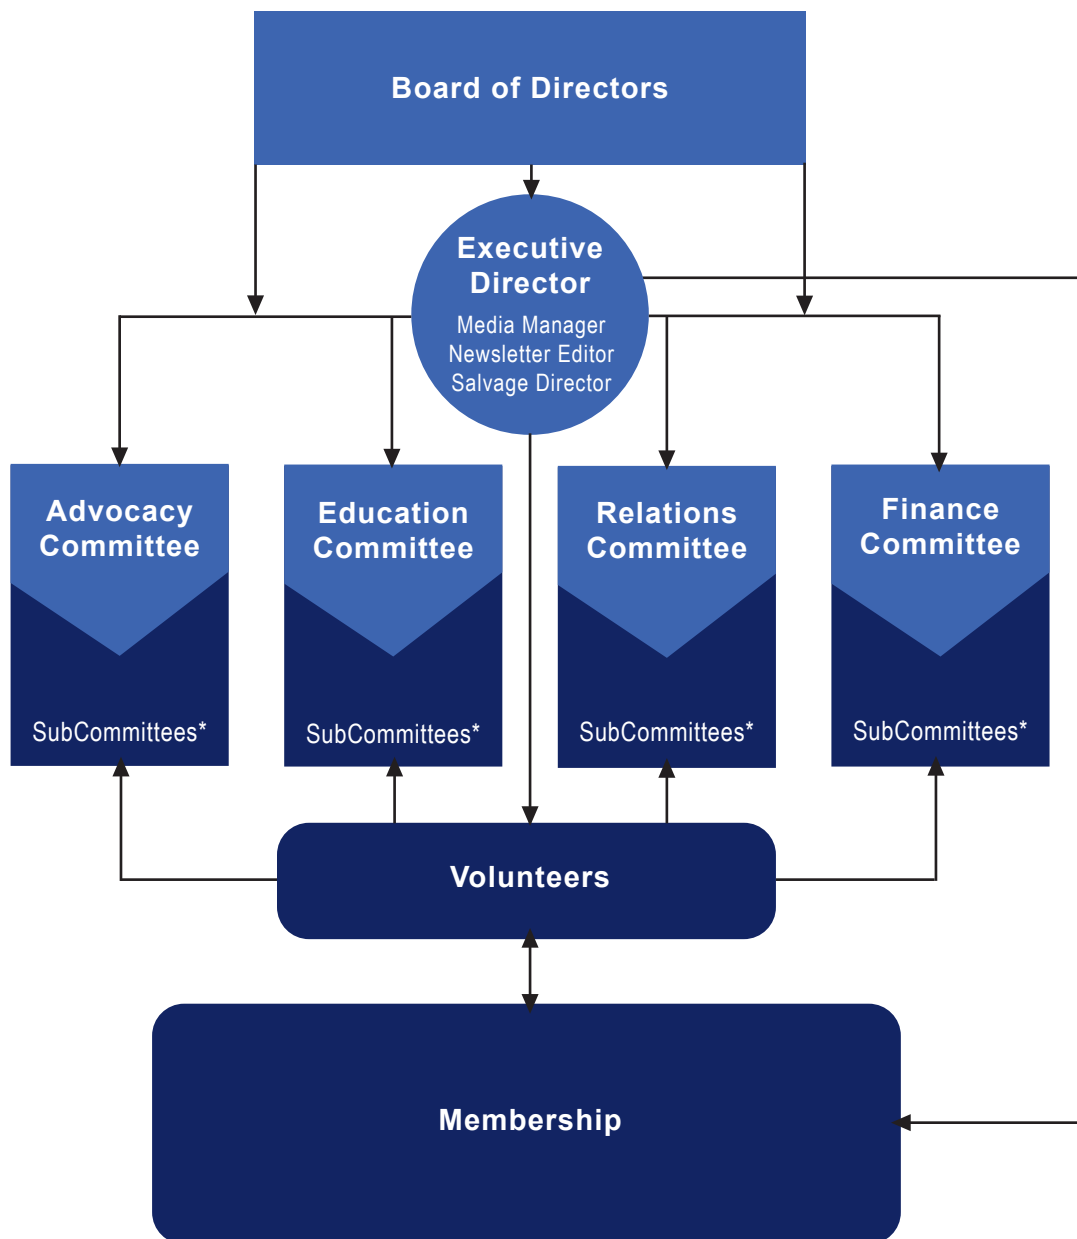 Board of Directors
Executive
Director
Media Manager
Newsletter Editor
Salvage Director
Advocacy
Committee
SubCommittees*
Education
Committee
SubCommittees*
Relations
Committee
SubCommittees*
Finance
Committee
SubCommittees*
Volunteers
Membership